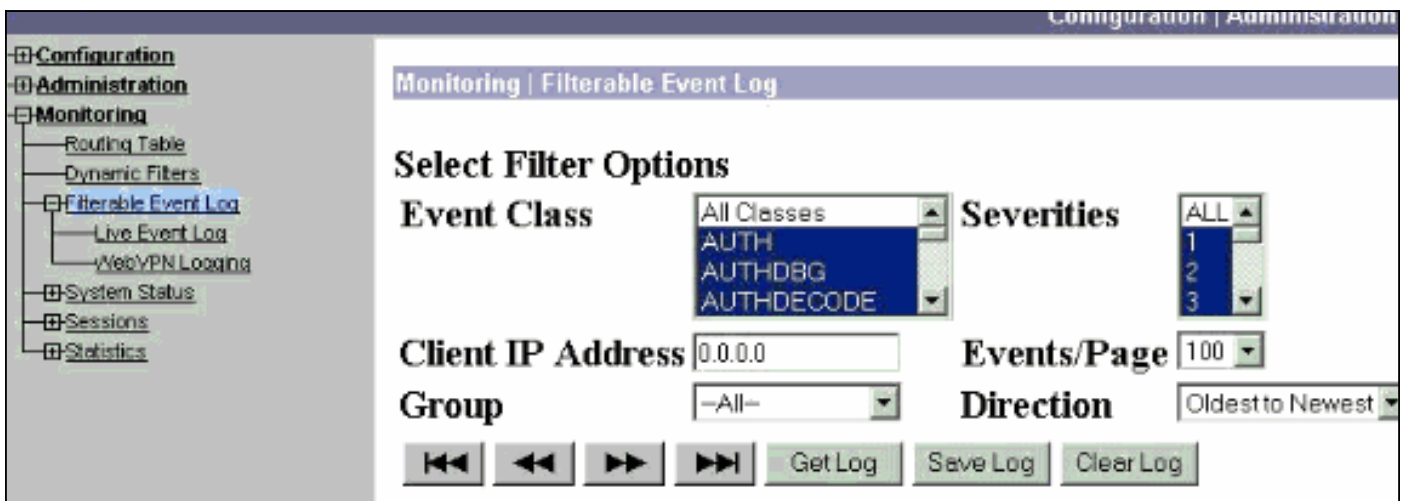 Configuration | Administration
Configuration
Administration
Monitoring
Routing Table
Dynamic Filters
Filterable Event Log
Live Event Log
WebVPN Logging
System Status
Sessions
Statistics
Monitoring | Filterable Event Log
Select Filter Options
Event Class
All Classes
AUTH
AUTHDBG
AUTHDECODE
Severities
ALL
1
2
3
Client IP Address
0.0.0.0
Events/Page
100
Group
--All--
Direction
Oldest to Newest
Get Log
Save Log
Clear Log